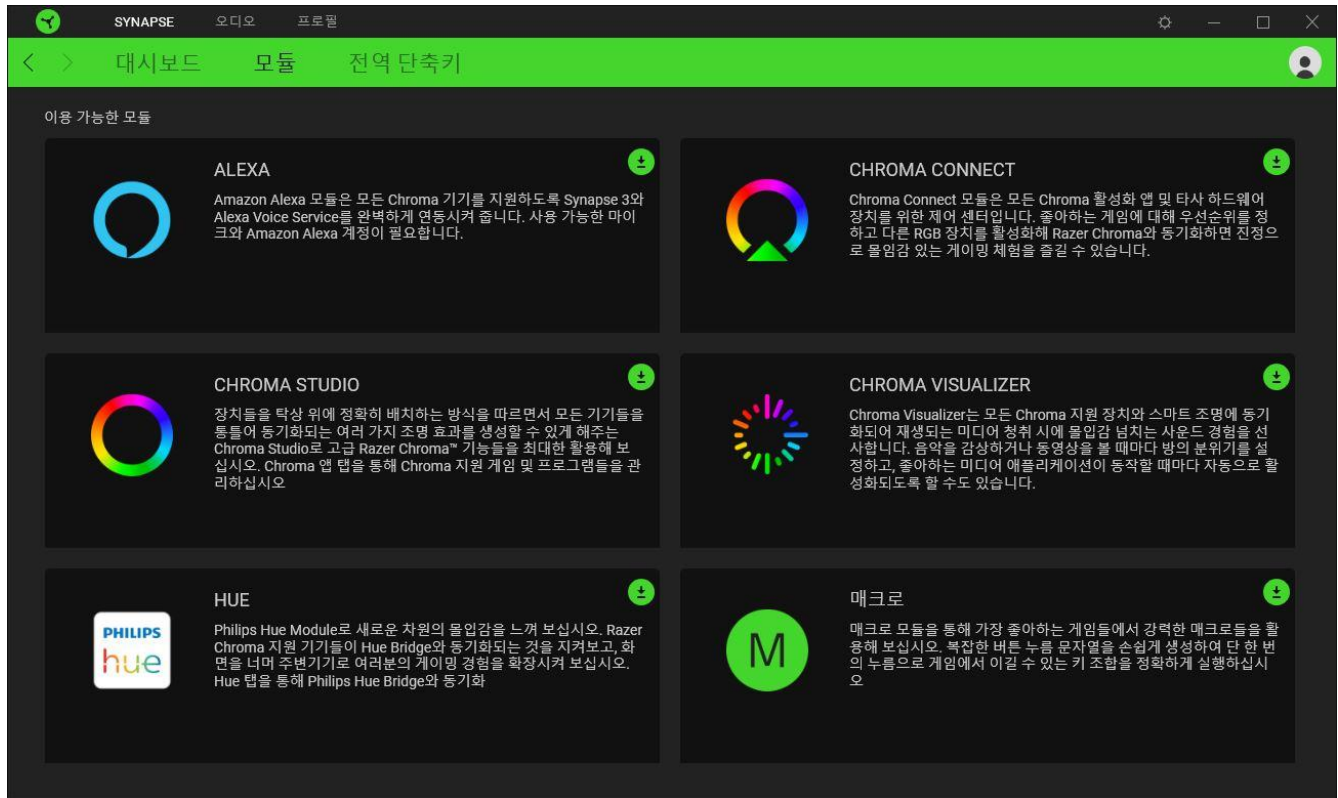 SYNAPSE 오디오 프로필
대시보드 모듈 전역 단축키
이용 가능한 모듈
ALEXA
Amazon Alexa 모듈은 모든 Chroma 기기를 지원하도록 Synapse 3와
Alexa Voice Service를 완벽하게 연동시켜 줍니다. 사용 가능한 마이
크와 Amazon Alexa 계정이 필요합니다.
CHROMA CONNECT
Chroma Connect 모듈은 모든 Chroma 활성화 앱 및 타사 하드웨어
장치를 위한 제어 센터입니다. 좋아하는 게임에 대해 우선순위를 정
하고 다른 RGB 장치를 활성화해 Razer Chroma와 동기화하면 진정으
로 몰입감 있는 게이밍 체험을 즐길 수 있습니다.
CHROMA STUDIO
장치들을 탁상 위에 정확히 배치하는 방식을 따르면서 모든 기기들을
통틀어 동기화되는 여러 가지 조명 효과를 생성할 수 있게 해주는
Chroma Studio로 고급 Razer Chroma™ 기능들을 최대한 활용해 보
십시오. Chroma 앱 탭을 통해 Chroma 지원 게임 및 프로그램들을 관
리하십시오
CHROMA VISUALIZER
Chroma Visualizer는 모든 Chroma 지원 장치와 스마트 조명에 동기
화되어 재생되는 미디어 청취 시에 몰입감 넘치는 사운드 경험을 선
사합니다. 음악을 감상하거나 동영상을 볼 때마다 방의 분위기를 설
정하고, 좋아하는 미디어 애플리케이션이 동작할 때마다 자동으로 활
성화되도록 할 수도 있습니다.
PHILIPS
hue
HUE
Philips Hue Module로 새로운 차원의 몰입감을 느껴 보십시오. Razer
Chroma 지원 기기들이 Hue Bridge와 동기화되는 것을 지켜보고, 화
면을 너머 주변기기로 여러분의 게이밍 경험을 확장시켜 보십시오.
Hue 탭을 통해 Philips Hue Bridge와 동기화
M
매크로
매크로 모듈을 통해 가장 좋아하는 게임들에서 강력한 매크로들을 활
용해 보십시오. 복잡한 버튼 누름 문자열을 손쉽게 생성하여 단 한 번
의 누름으로 게임에서 이길 수 있는 키 조합을 정확하게 실행하십시
오